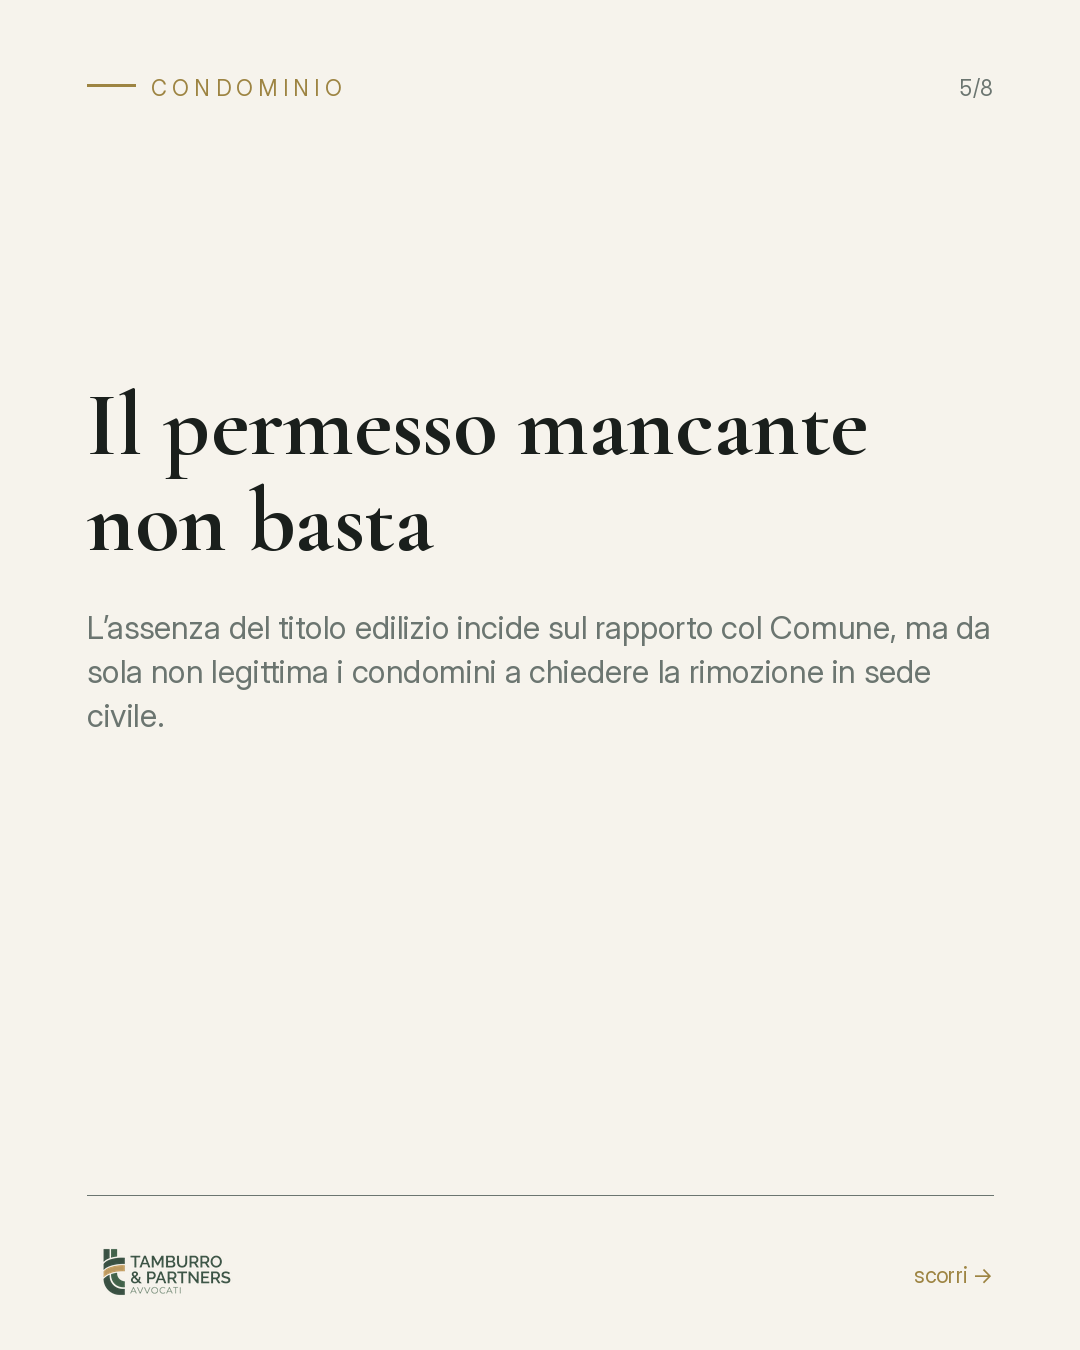 CONDOMINIO
5/8
Il permesso mancante
non basta
L’assenza del titolo edilizio incide sul rapporto col Comune, ma da
sola non legittima i condomini a chiedere la rimozione in sede
civile.
TAMBURRO
& PARTNERS
AVVOCATI
scorri →